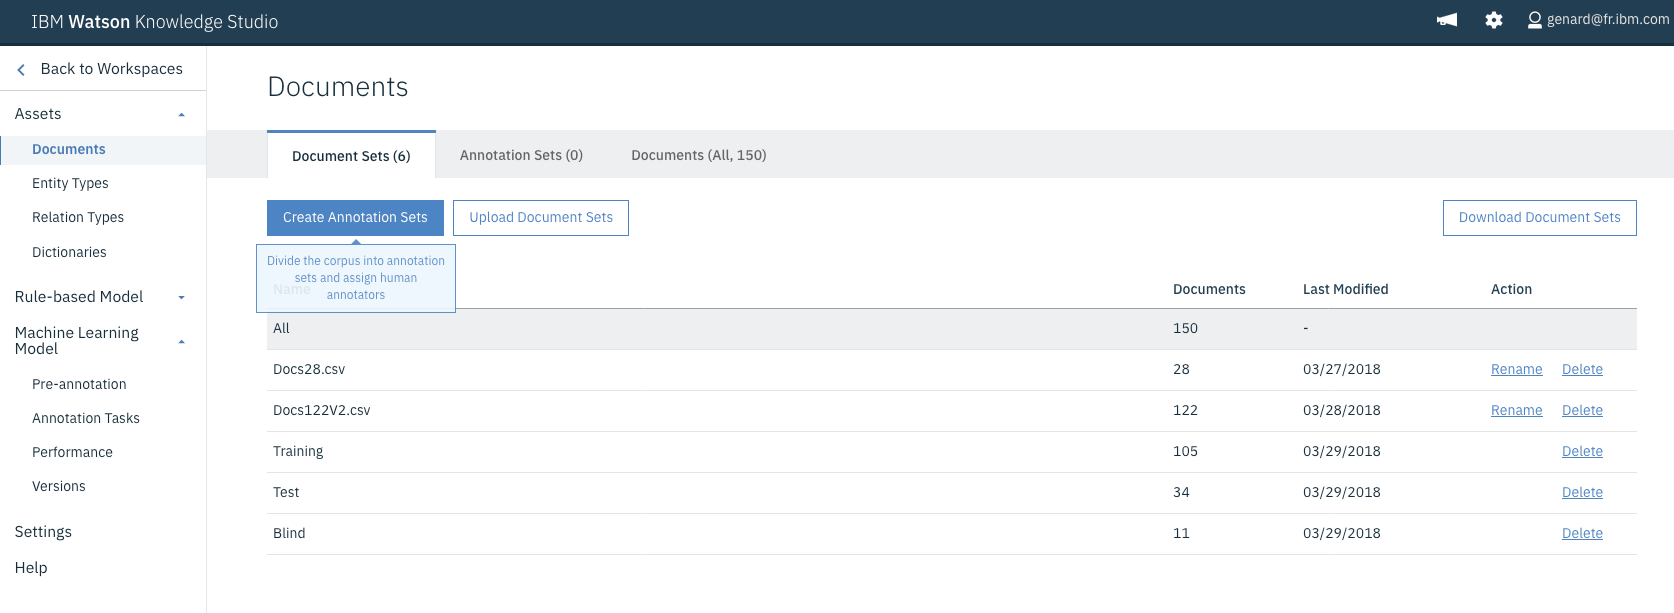 IBM Watson Knowledge Studio
genard@fr.ibm.com
Back to Workspaces
Assets
Documents
Entity Types
Relation Types
Dictionaries
Rule-based Model
Machine Learning
Model
Pre-annotation
Annotation Tasks
Performance
Versions
Settings
Help
Documents
Document Sets (6) Annotation Sets (0) Documents (All, 150)
Create Annotation Sets Upload Document Sets Download Document Sets
Divide the corpus into annotation
sets and assign human
annotators
Name Documents Last Modified Action
All 150 -
Docs28.csv 28 03/27/2018 Rename Delete
Docs122V2.csv 122 03/28/2018 Rename Delete
Training 105 03/29/2018 Delete
Test 34 03/29/2018 Delete
Blind 11 03/29/2018 Delete